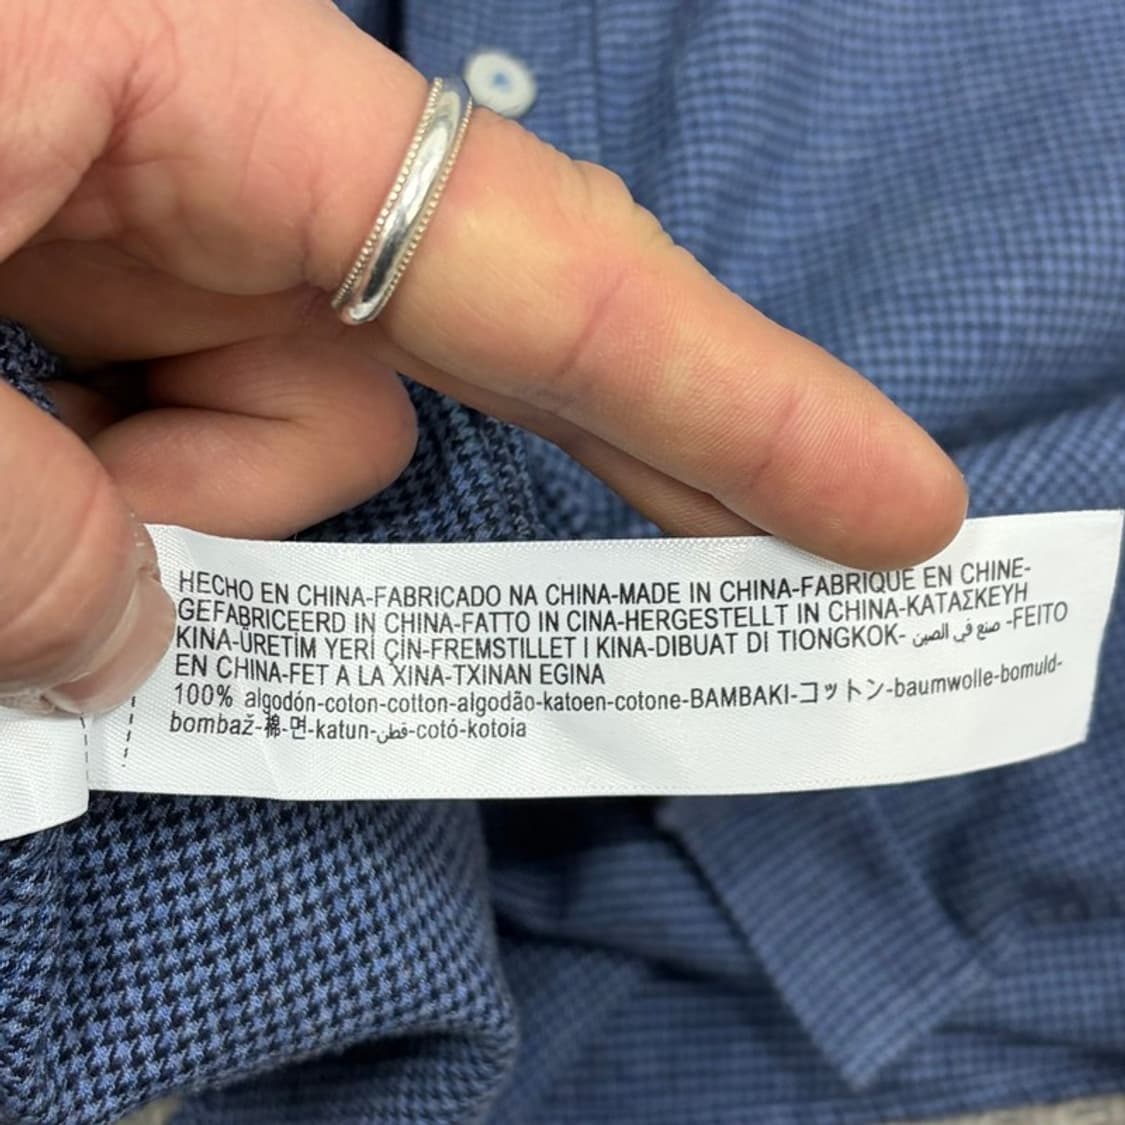 HECHO EN CHINA-FABRICADO NA CHINA-MADE IN CHINA-FABRIQUÉ EN CHINE-
GEFABRICEERD IN CHINA-FATTO IN CINA-HERGESTELLT IN CHINA-ΚΑΤΑΣΚΕΥΗ
KINA-ÜRETİM YERİ ÇİN-FREMSTILLET I KINA-DIBUAT DI TIONGKOK- صنع في الصين -FEITO
EN CHINA-FET A LA XINA-TXINAN EGINA
100% algodón-coton-cotton-algodão-katoen-cotone-BAMBAKI-コットン-baumwolle-bomuld-
bombaž-棉-면-katun-قطن-cotó-kotoia